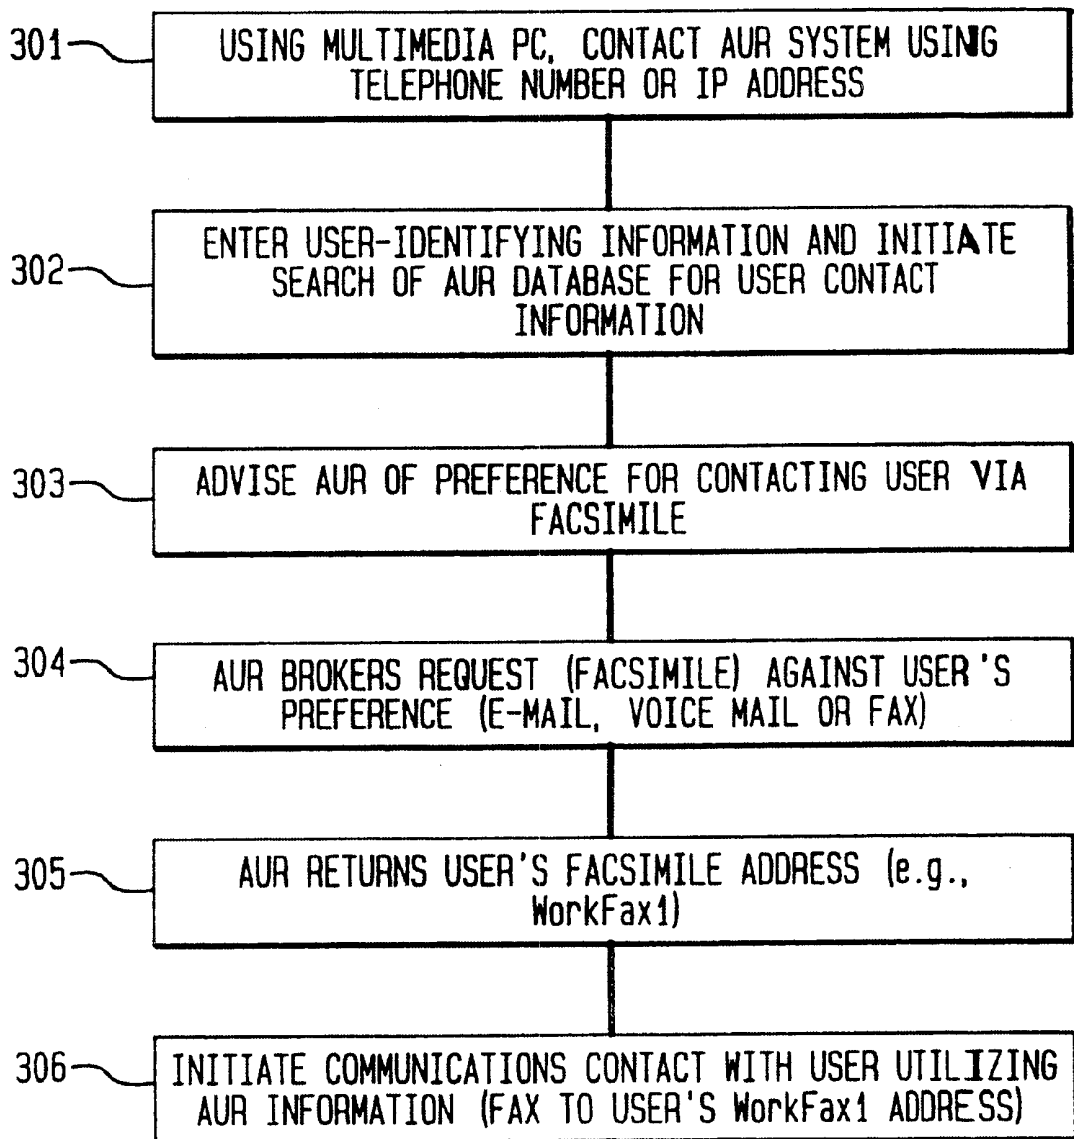 301
USING MULTIMEDIA PC, CONTACT AUR SYSTEM USING
TELEPHONE NUMBER OR IP ADDRESS
302
ENTER USER-IDENTIFYING INFORMATION AND INITIATE
SEARCH OF AUR DATABASE FOR USER CONTACT
INFORMATION
303
ADVISE AUR OF PREFERENCE FOR CONTACTING USER VIA
FACSIMILE
304
AUR BROKERS REQUEST (FACSIMILE) AGAINST USER'S
PREFERENCE (E-MAIL, VOICE MAIL OR FAX)
305
AUR RETURNS USER'S FACSIMILE ADDRESS (e.g.,
WorkFax1)
306
INITIATE COMMUNICATIONS CONTACT WITH USER UTILIZING
AUR INFORMATION (FAX TO USER'S WorkFax1 ADDRESS)